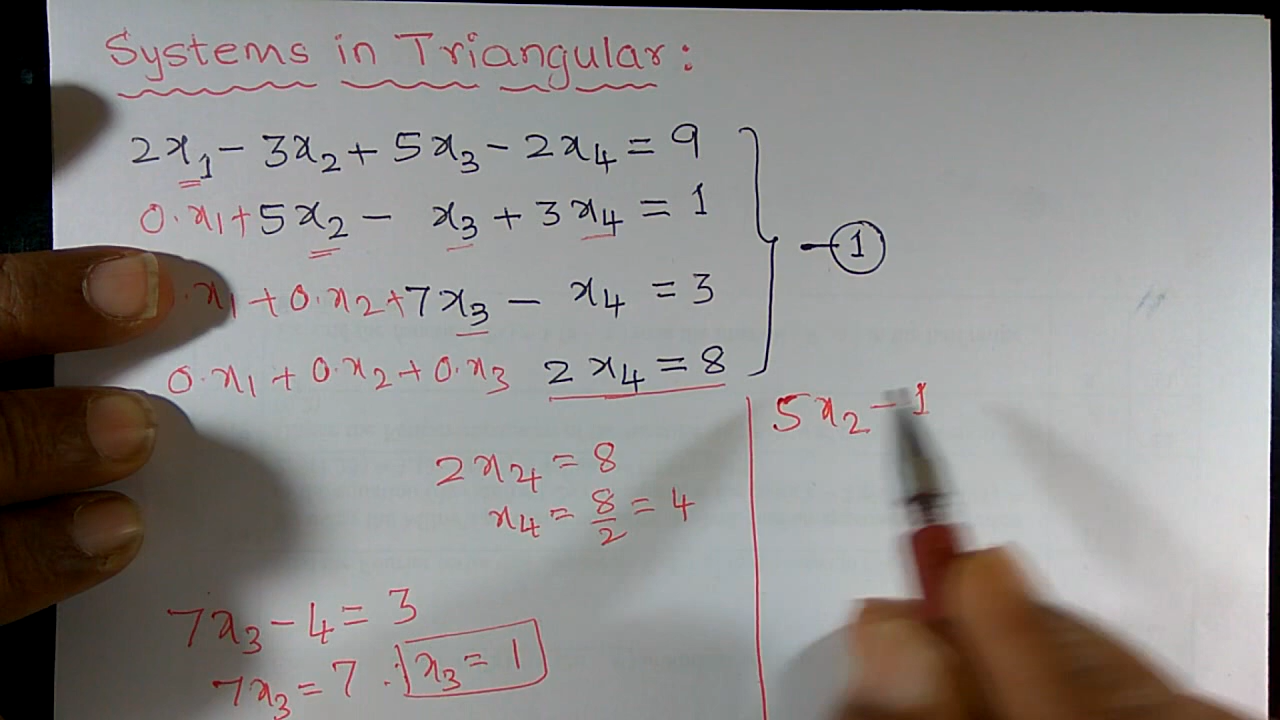 Systems in Triangular:
2x₁ - 3x₂ + 5x₃ - 2x₄ = 9
0·x₁ + 5x₂ - x₃ + 3x₄ = 1
·x₁ + 0·x₂ + 7x₃ - x₄ = 3
0·x₁ + 0·x₂ + 0·x₃ 2x₄ = 8
- ①
2x₄ = 8
x₄ = 8/2 = 4
7x₃ - 4 = 3
7x₃ = 7 ∴ x₃ = 1
5x₂ - 1